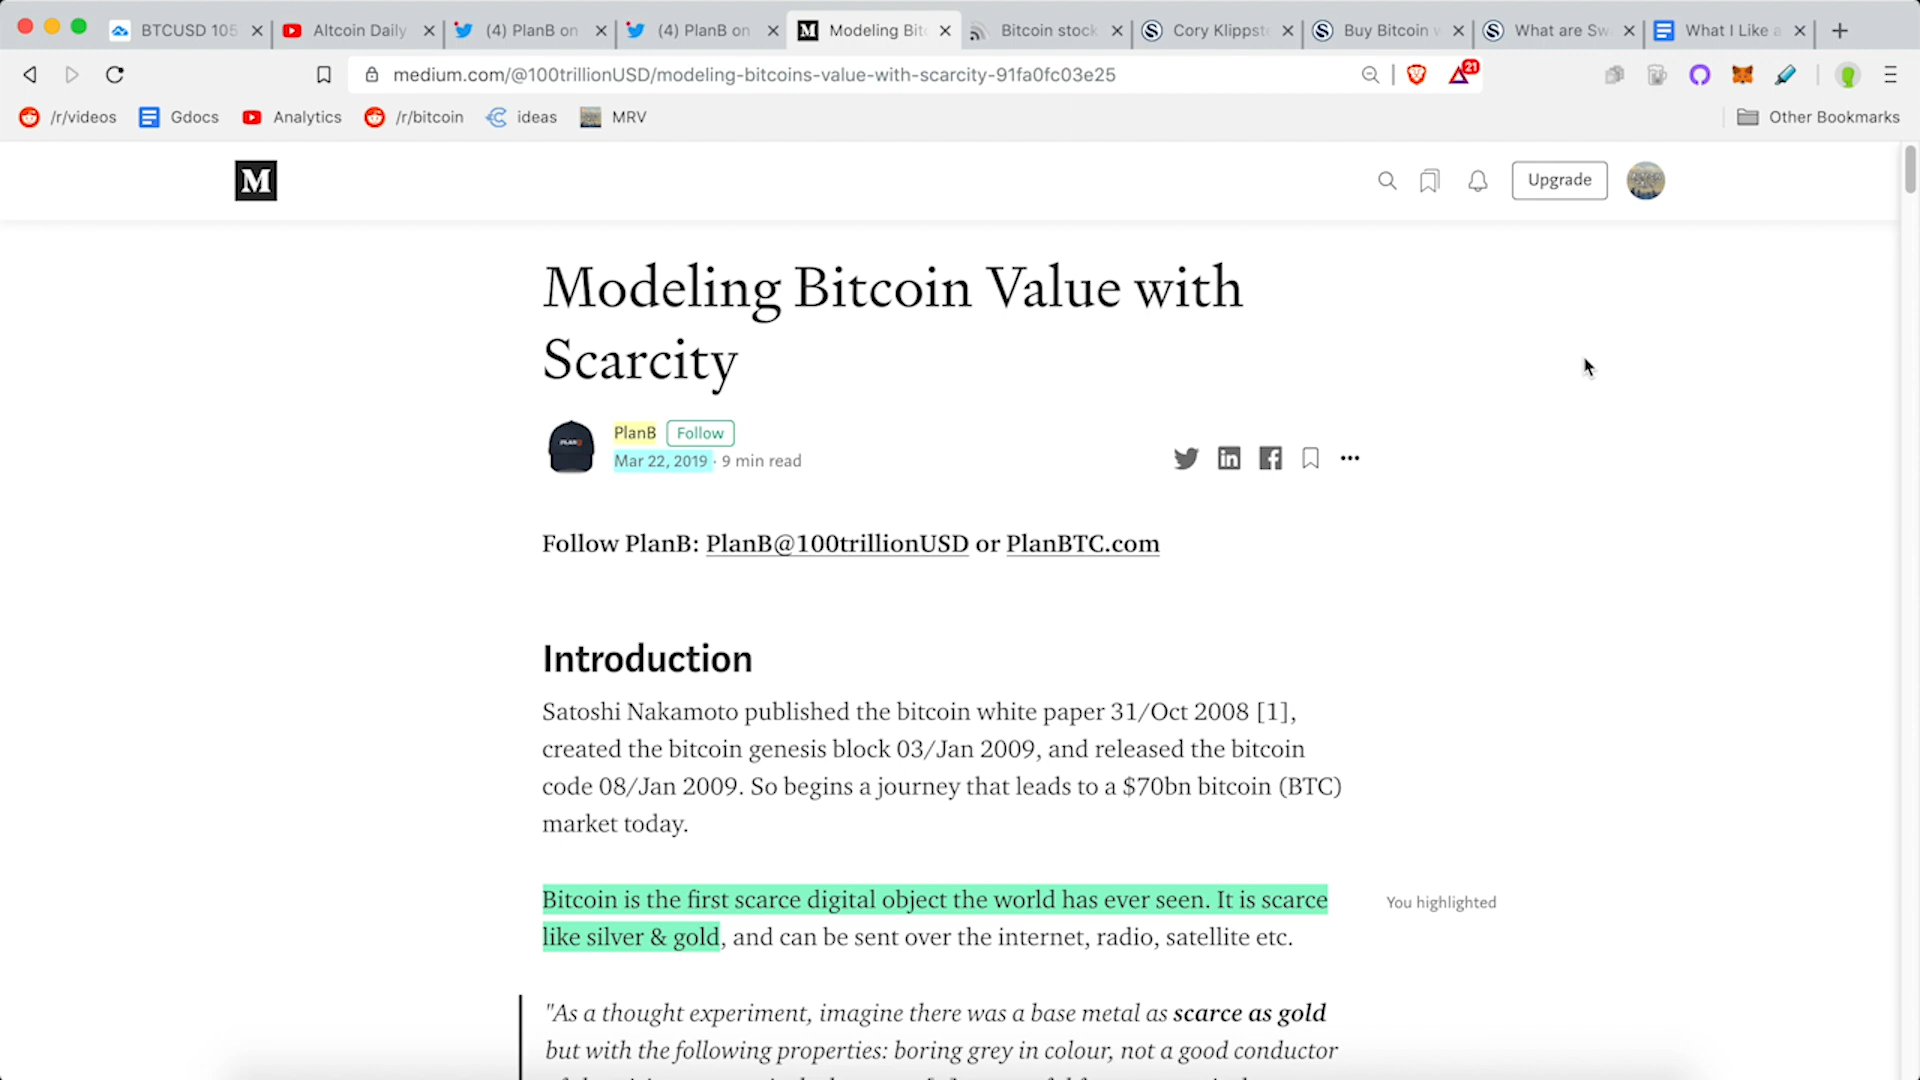 BTCUSD 105
Altcoin Daily
(4) PlanB on
(4) PlanB on
Modeling Bit
Bitcoin stock
Cory Klippste
Buy Bitcoin
What are Sw
What I Like a
medium.com/@100trillionUSD/modeling-bitcoins-value-with-scarcity-91fa0fc03e25
21
/r/videos
Gdocs
Analytics
/r/bitcoin
ideas
MRV
Other Bookmarks
M
Upgrade
Modeling Bitcoin Value with
Scarcity
PlanB Follow
Mar 22, 2019 · 9 min read
Follow PlanB: PlanB@100trillionUSD or PlanBTC.com
Introduction
Satoshi Nakamoto published the bitcoin white paper 31/Oct 2008 [1],
created the bitcoin genesis block 03/Jan 2009, and released the bitcoin
code 08/Jan 2009. So begins a journey that leads to a $70bn bitcoin (BTC)
market today.
Bitcoin is the first scarce digital object the world has ever seen. It is scarce
You highlighted
like silver & gold, and can be sent over the internet, radio, satellite etc.
"As a thought experiment, imagine there was a base metal as scarce as gold
but with the following properties: boring grey in colour, not a good conductor